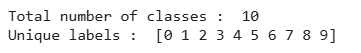 Total number of classes :  10
Unique labels :  [0 1 2 3 4 5 6 7 8 9]